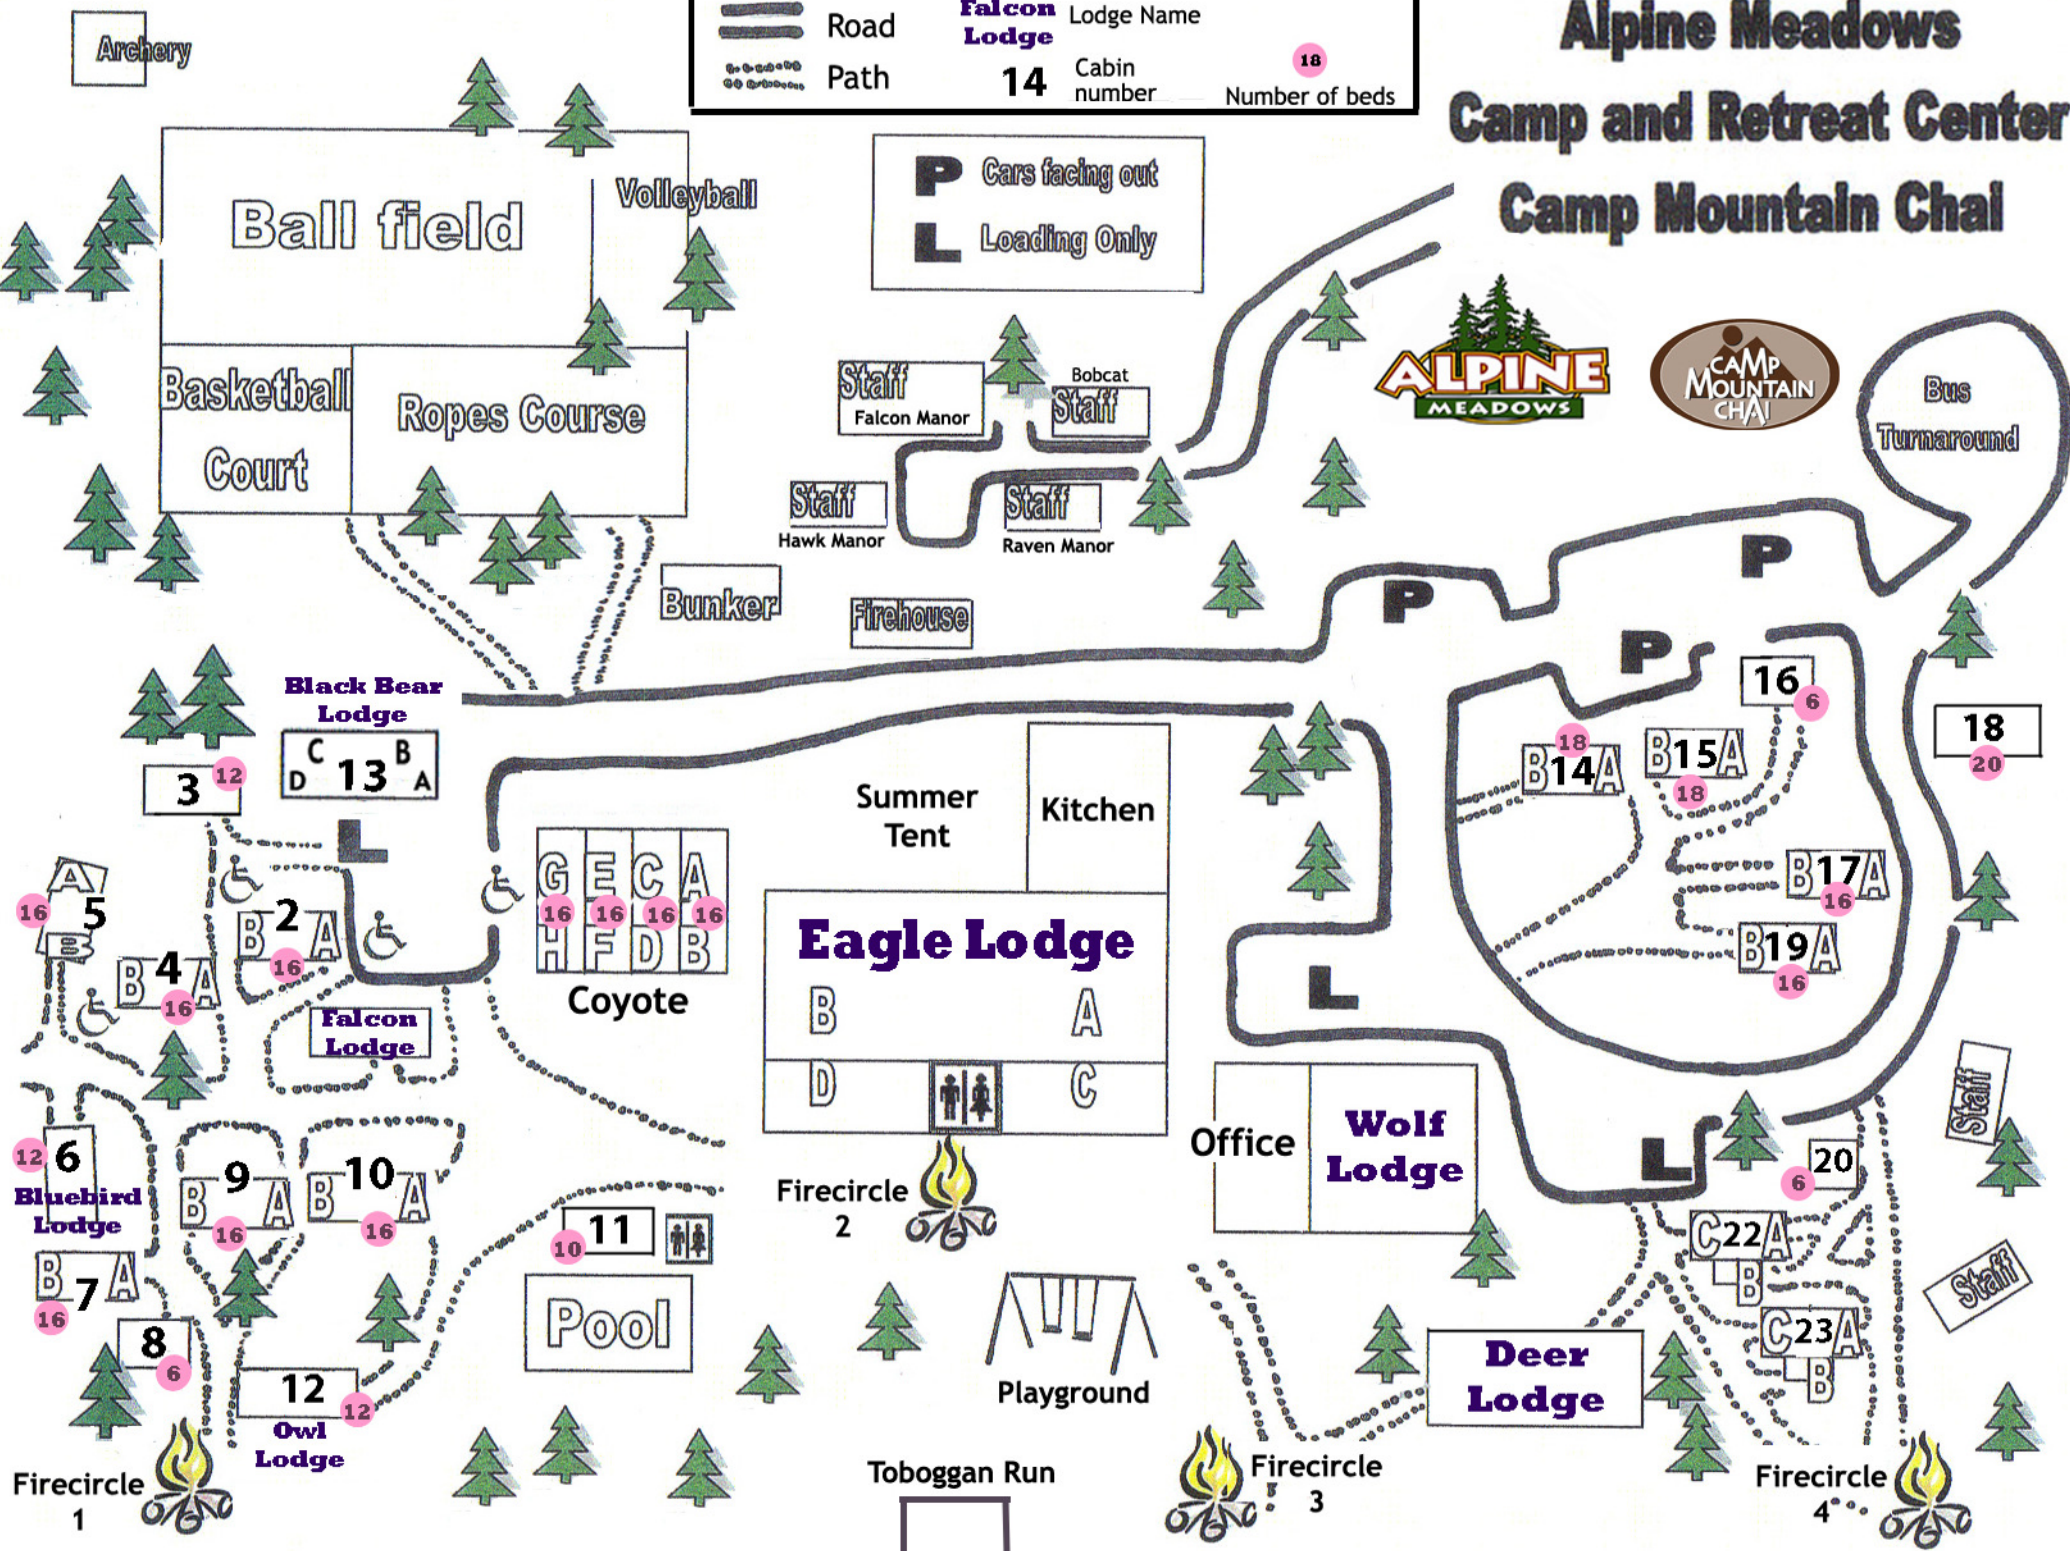 Alpine Meadows
Camp and Retreat Center
Camp Mountain Chai
Road
Falcon
Lodge
Lodge Name
Path
14
Cabin
number
18
Number of beds
P Cars facing out
L Loading Only
Archery
Ball field
Volleyball
Basketball
Court
Ropes Course
Staff
Falcon Manor
Bobcat
Staff
Staff
Hawk Manor
Staff
Raven Manor
ALPINE
MEADOWS
CAMP
MOUNTAIN
CHAI
Bus
Turnaround
Bunker
Firehouse
P
P
P
Black Bear
Lodge
C B
D 13 A
3
12
L
16
6
18
20
18
B14A
B15A
18
Summer
Tent
Kitchen
G E C A
16 16 16 16
H F D B
Coyote
A
16 5
B
2
B A
16
4
B A
16
Falcon
Lodge
Eagle Lodge
B A
D C
L
B17A
16
B19A
16
Staff
Office
Wolf
Lodge
L
20
6
12 6
Bluebird
Lodge
9
B A
16
10
B A
16
11
10
Firecircle
2
C22A
B
Staff
B A
7
16
8
6
Pool
Playground
C23A
B
Deer
Lodge
12
12
Owl
Lodge
Firecircle
1
Toboggan Run
Firecircle
3
Firecircle
4